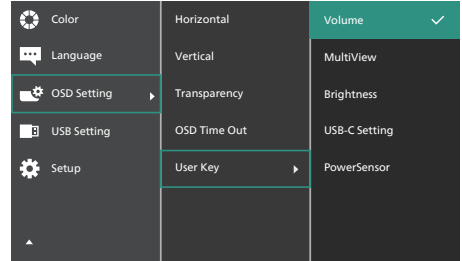 Color
Language
OSD Setting
USB Setting
Setup
Horizontal
Vertical
Transparency
OSD Time Out
User Key
Volume
MultiView
Brightness
USB-C Setting
PowerSensor